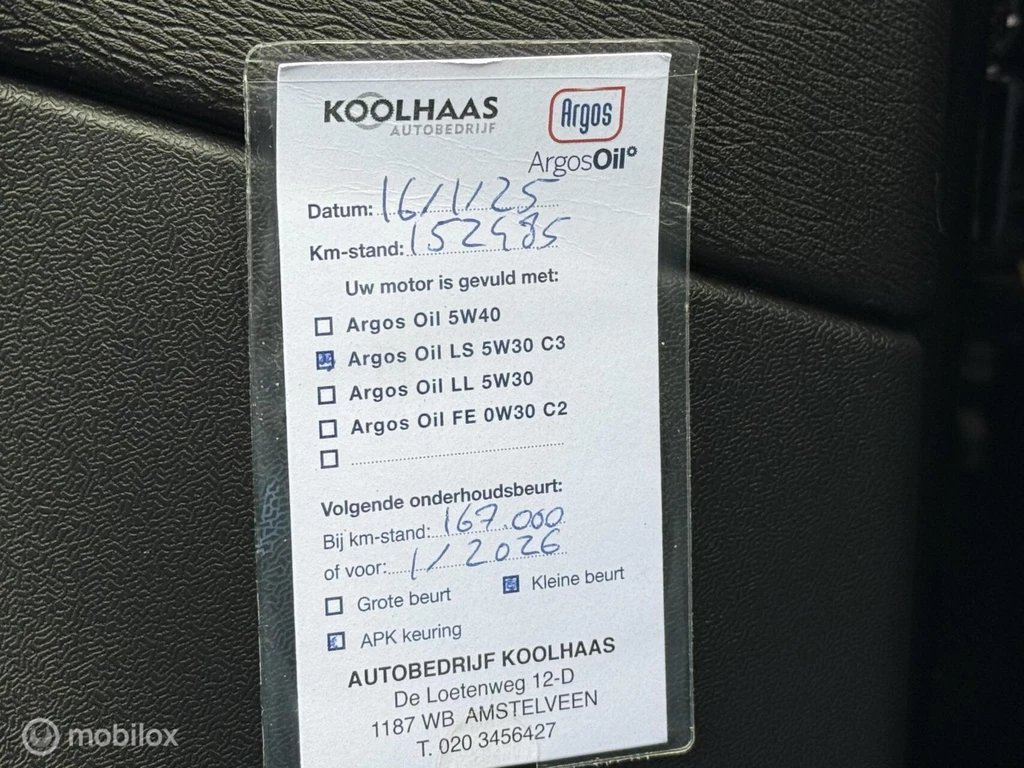 KOOLHAAS
AUTOBEDRIJF
Argos
ArgosOil
Datum: 16/1/25
Km-stand: 152485
Uw motor is gevuld met:
Argos Oil 5W40
Argos Oil LS 5W30 C3
Argos Oil LL 5W30
Argos Oil FE 0W30 C2
Volgende onderhoudsbeurt:
Bij km-stand: 167.000
of voor: 1/2026
Grote beurt Kleine beurt
APK keuring
AUTOBEDRIJF KOOLHAAS
De Loetenweg 12-D
1187 WB AMSTELVEEN
T. 020 3456427
mobilox